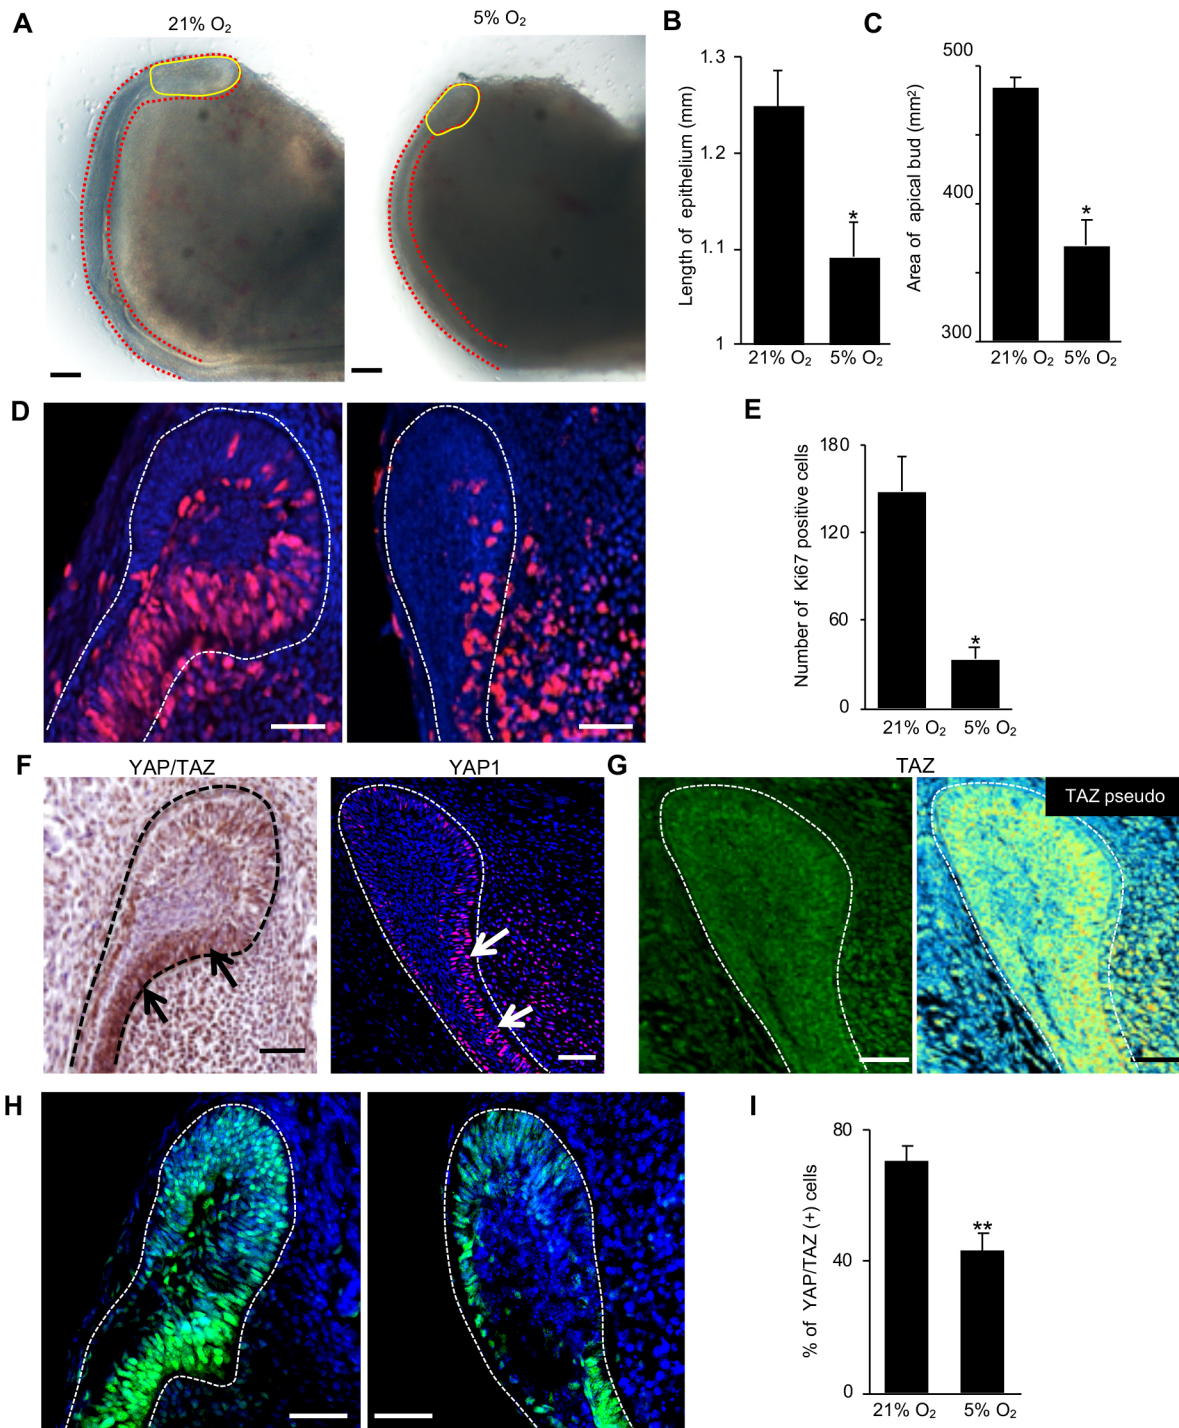 A
21% O₂
5% O₂
B
Length of epithelium (mm)
1.3
1.2
1.1
1
*
21% O₂
5% O₂
C
Area of apical bud (mm²)
500
400
300
*
21% O₂
5% O₂
D
E
Number of Ki67 positive cells
180
120
60
0
*
21% O₂
5% O₂
F
YAP/TAZ
YAP1
G
TAZ
TAZ pseudo
H
I
% of YAP/TAZ (+) cells
80
40
0
**
21% O₂
5% O₂